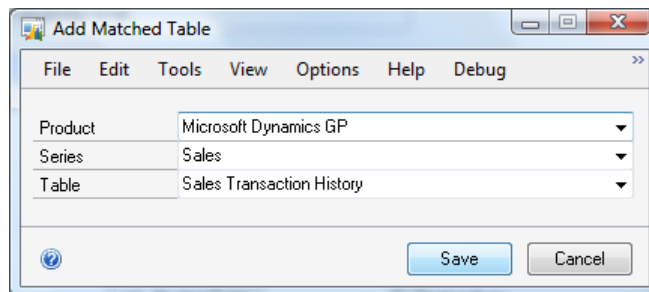 Add Matched Table
File Edit Tools View Options Help Debug
Product Microsoft Dynamics GP
Series Sales
Table Sales Transaction History
Save Cancel